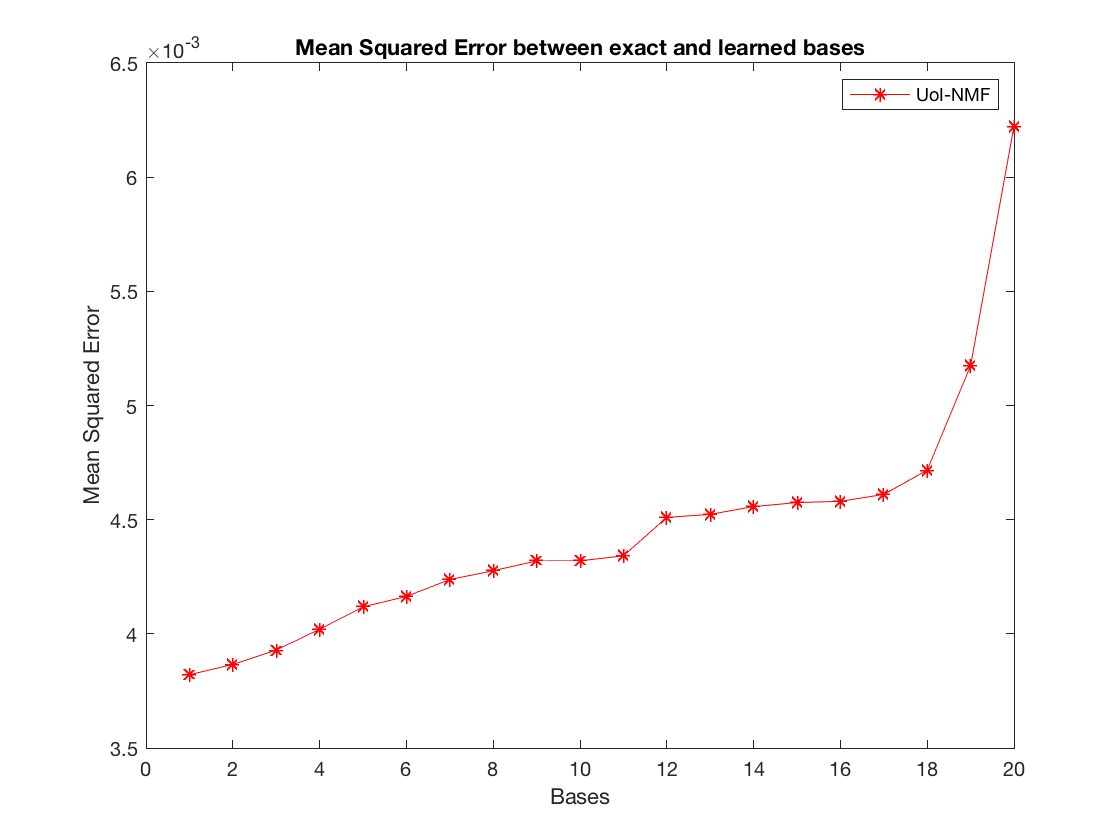 Mean Squared Error between exact and learned bases
×10⁻³
UoI-NMF
6.5
6
5.5
5
4.5
4
3.5
Mean Squared Error
0 2 4 6 8 10 12 14 16 18 20
Bases